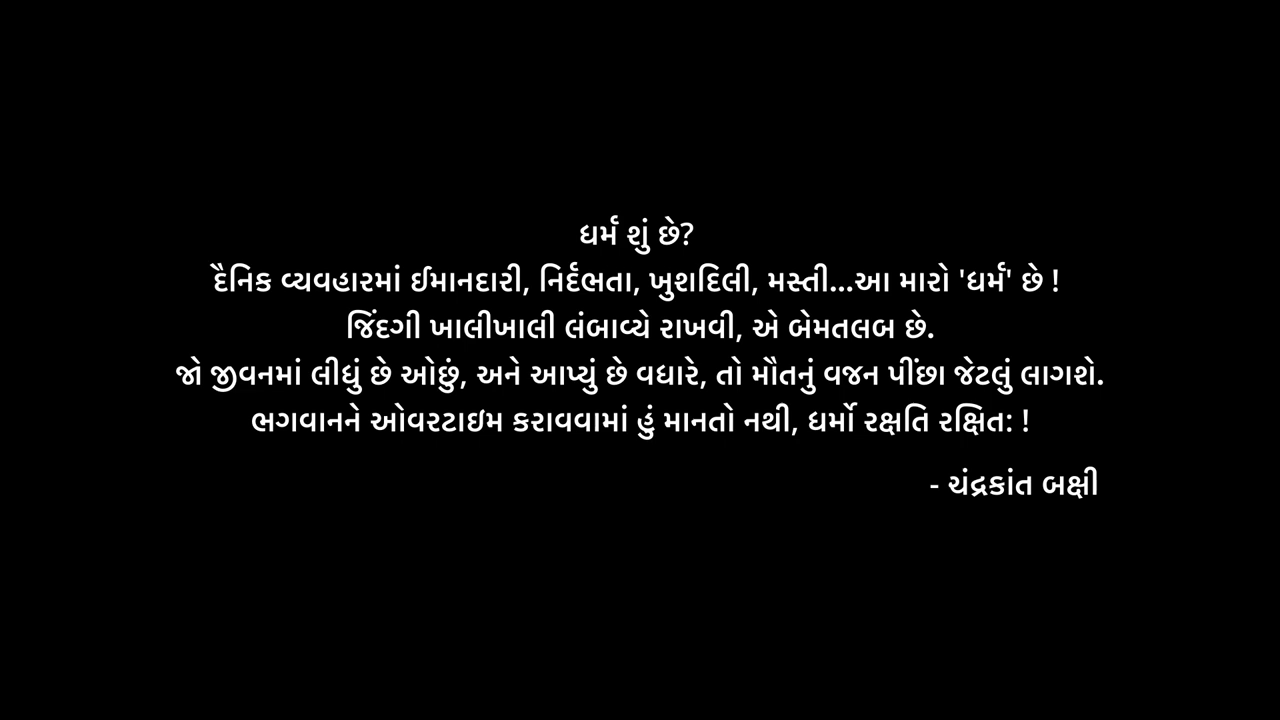 ધર્મ શું છે?
દૈનિક વ્યવહારમાં ઈમાનદારી, નિર્દંભતા, ખુશદિલી, મસ્તી...આ મારો 'ધર્મ' છે !
જિંદગી ખાલીખાલી લંબાવ્યે રાખવી, એ બેમતલબ છે.
જો જીવનમાં લીધું છે ઓછું, અને આપ્યું છે વધારે, તો મૌતનું વજન પીંછા જેટલું લાગશે.
ભગવાનને ઓવરટાઇમ કરાવવામાં હું માનતો નથી, ધર્મો રક્ષતિ રક્ષિત: !
- ચંદ્રકાંત બક્ષી